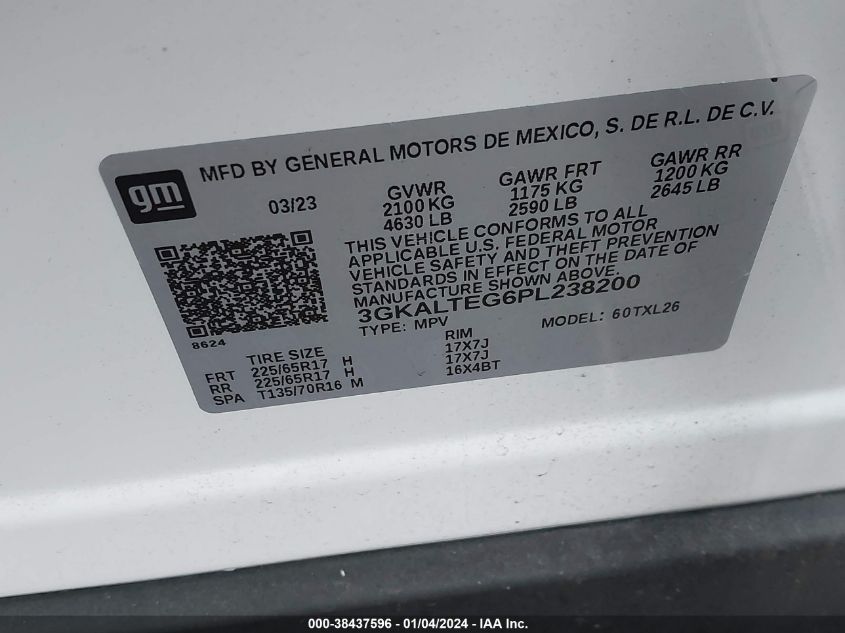 MFD BY GENERAL MOTORS DE MEXICO, S. DE R.L. DE C.V.
gm
03/23
GVWR
2100 KG
4630 LB
GAWR FRT
1175 KG
2590 LB
GAWR RR
1200 KG
2645 LB
THIS VEHICLE CONFORMS TO ALL
APPLICABLE U.S. FEDERAL MOTOR
VEHICLE SAFETY AND THEFT PREVENTION
STANDARDS IN EFFECT ON THE DATE OF
MANUFACTURE SHOWN ABOVE.
3GKALTEG6PL238200
TYPE: MPV
MODEL: 60TXL26
8624
TIRE SIZE
RIM
FRT 225/65R17 H 17X7J
RR 225/65R17 H 17X7J
SPA T135/70R16 M 16X4BT
000-38437596 - 01/04/2024 - IAA Inc.